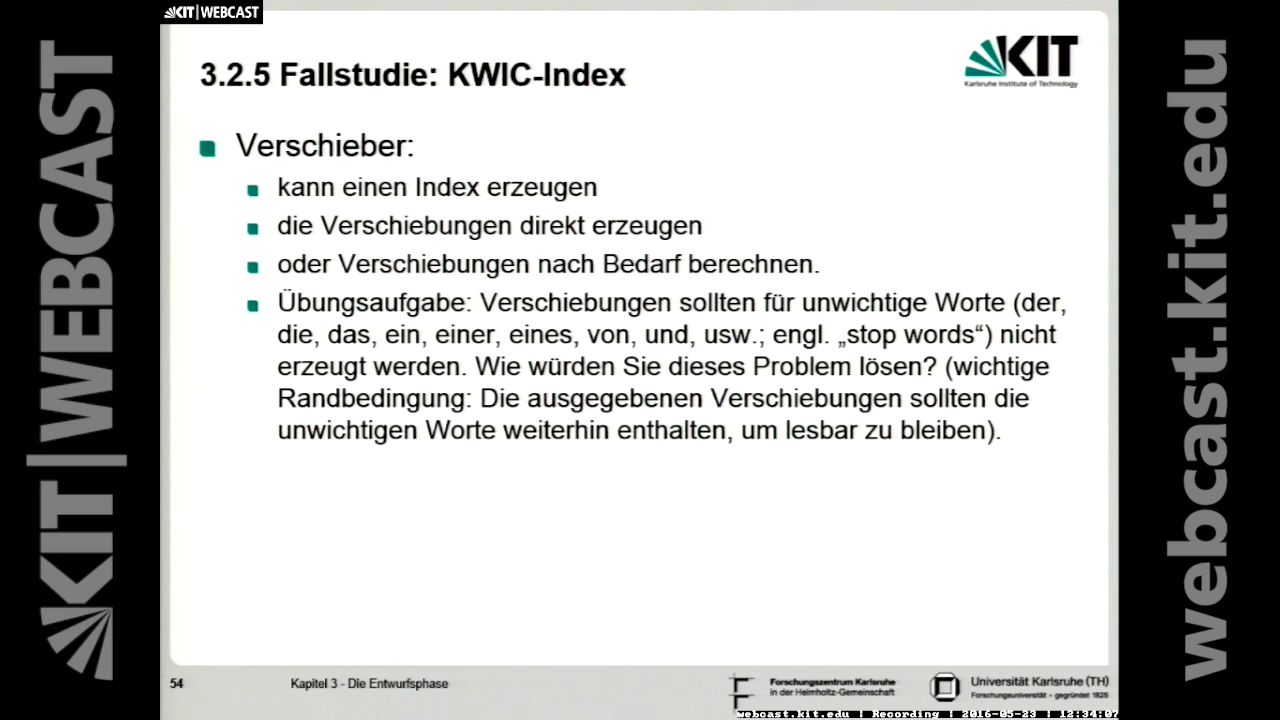 KIT|WEBCAST
KIT|WEBCAST
webcast.kit.edu
3.2.5 Fallstudie: KWIC-Index
KIT
Karlsruhe Institute of Technology
Verschieber:
kann einen Index erzeugen
die Verschiebungen direkt erzeugen
oder Verschiebungen nach Bedarf berechnen.
Übungsaufgabe: Verschiebungen sollten für unwichtige Worte (der,
die, das, ein, einer, eines, von, und, usw.; engl. „stop words“) nicht
erzeugt werden. Wie würden Sie dieses Problem lösen? (wichtige
Randbedingung: Die ausgegebenen Verschiebungen sollten die
unwichtigen Worte weiterhin enthalten, um lesbar zu bleiben).
54
Kapitel 3 - Die Entwurfsphase
Forschungszentrum Karlsruhe
in der Helmholtz-Gemeinschaft
Universität Karlsruhe (TH)
Forschungsuniversität • gegründet 1825
webcast.kit.edu | Recording | 2016-05-23 | 12:34:07